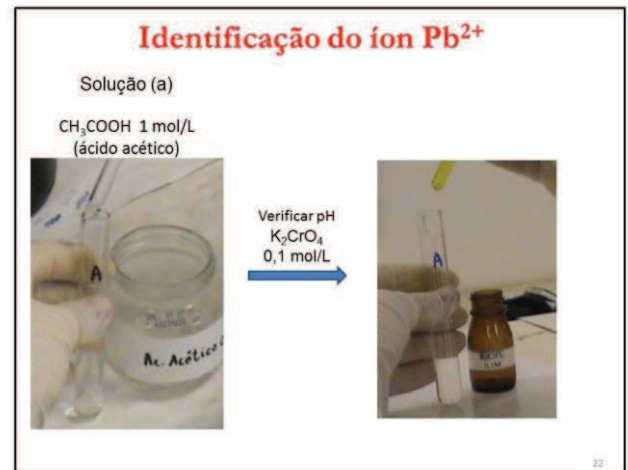 Identificação do íon Pb²⁺
Solução (a)
CH₃COOH 1 mol/L
(ácido acético)
Verificar pH
K₂CrO₄
0,1 mol/L
A
Ac. Acético
A
22